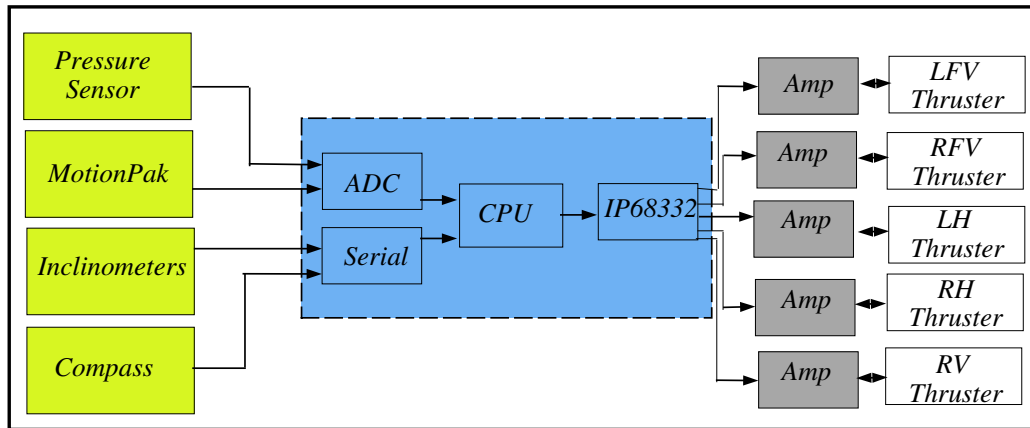 Pressure
Sensor
MotionPak
Inclinometers
Compass
ADC
Serial
CPU
IP68332
Amp
Amp
Amp
Amp
Amp
LFV
Thruster
RFV
Thruster
LH
Thruster
RH
Thruster
RV
Thruster